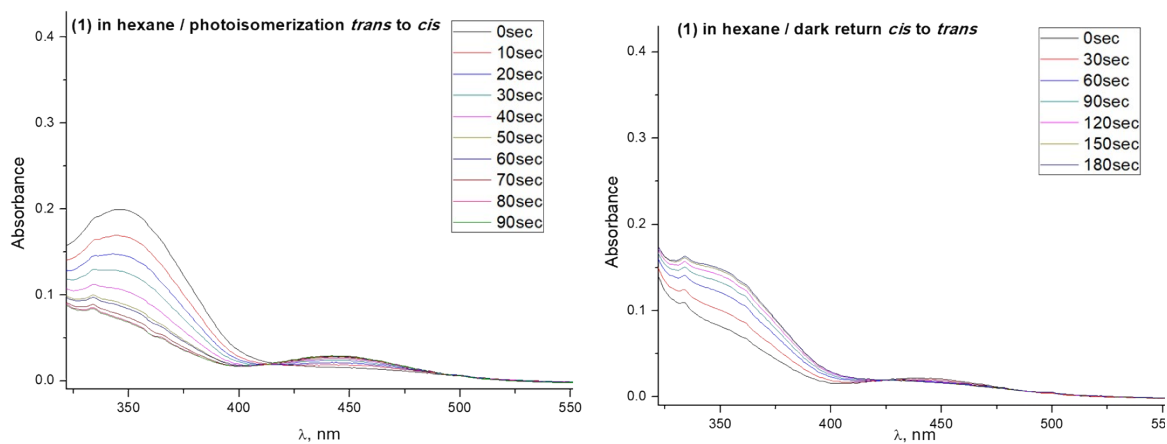 (1) in hexane / photoisomerization trans to cis
0.4
0.3
0.2
0.1
0.0
Absorbance
0sec
10sec
20sec
30sec
40sec
50sec
60sec
70sec
80sec
90sec
350
400
450
500
550
λ, nm
(1) in hexane / dark return cis to trans
0.4
0.3
0.2
0.1
0.0
Absorbance
0sec
30sec
60sec
90sec
120sec
150sec
180sec
350
400
450
500
λ, nm